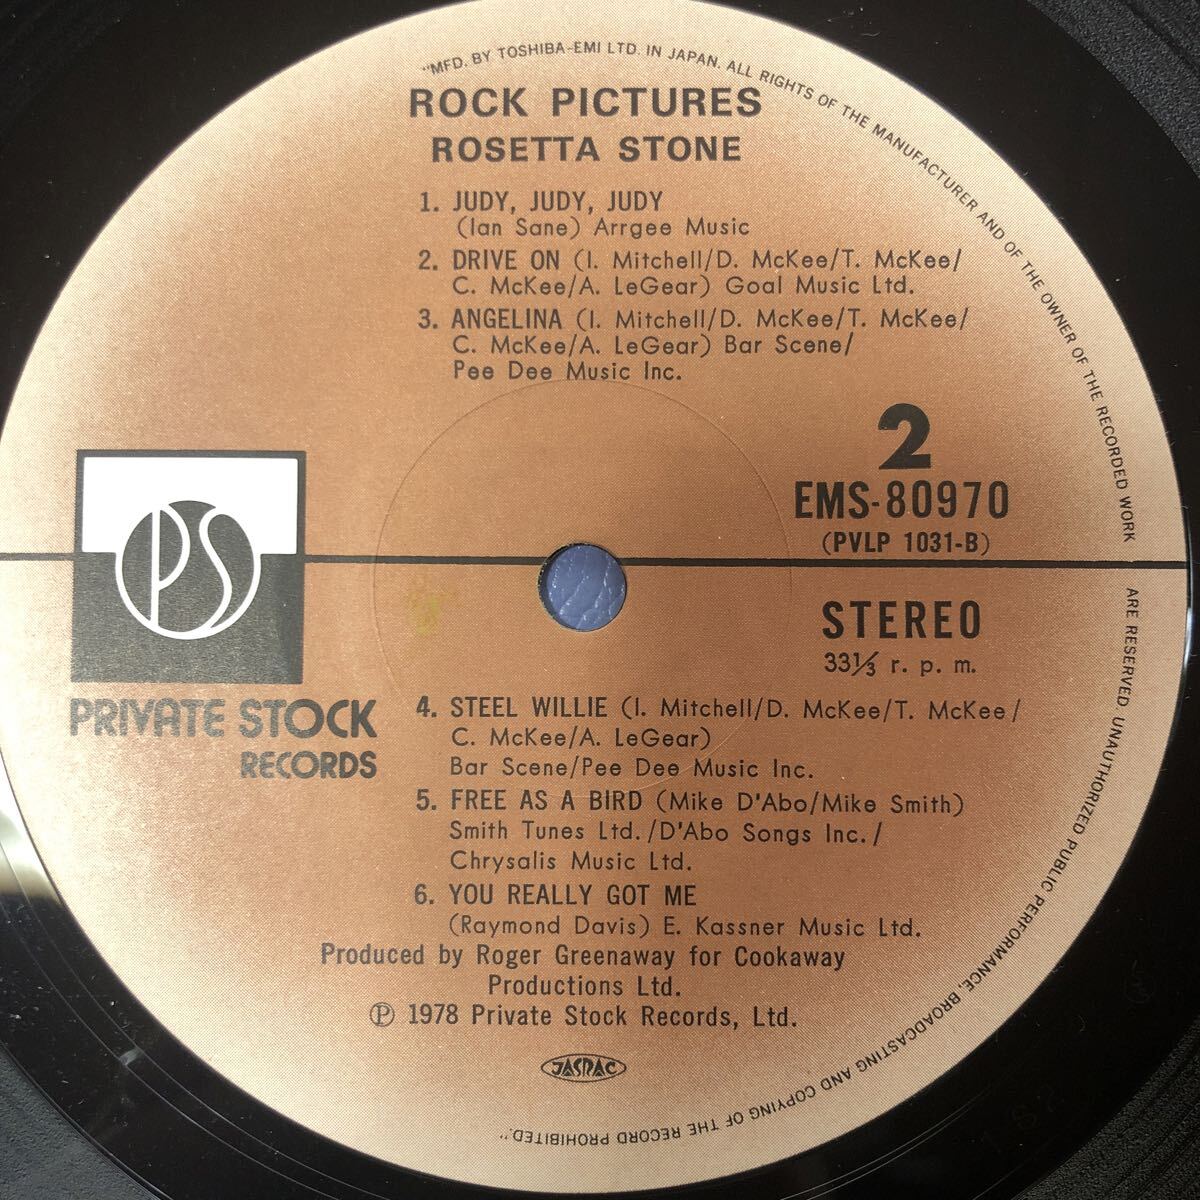 "MFD. BY TOSHIBA-EMI LTD. IN JAPAN. ALL RIGHTS OF THE MANUFACTURER AND OF THE OWNER OF THE RECORDED WORK
ARE RESERVED. UNAUTHORIZED PUBLIC PERFORMANCE, BROADCASTING AND COPYING OF THE RECORD PROHIBITED."
ROCK PICTURES
ROSETTA STONE
1. JUDY, JUDY, JUDY
(Ian Sane) Arrgee Music
2. DRIVE ON (I. Mitchell/D. McKee/T. McKee/
C. McKee/A. LeGear) Goal Music Ltd.
3. ANGELINA (I. Mitchell/D. McKee/T. McKee/
C. McKee/A. LeGear) Bar Scene/
Pee Dee Music Inc.
2
EMS-80970
(PVLP 1031-B)
PS
PRIVATE STOCK
RECORDS
STEREO
33⅓ r. p. m.
4. STEEL WILLIE (I. Mitchell/D. McKee/T. McKee/
C. McKee/A. LeGear)
Bar Scene/Pee Dee Music Inc.
5. FREE AS A BIRD (Mike D'Abo/Mike Smith)
Smith Tunes Ltd./D'Abo Songs Inc./
Chrysalis Music Ltd.
6. YOU REALLY GOT ME
(Raymond Davis) E. Kassner Music Ltd.
Produced by Roger Greenaway for Cookaway
Productions Ltd.
℗ 1978 Private Stock Records, Ltd.
JASRAC